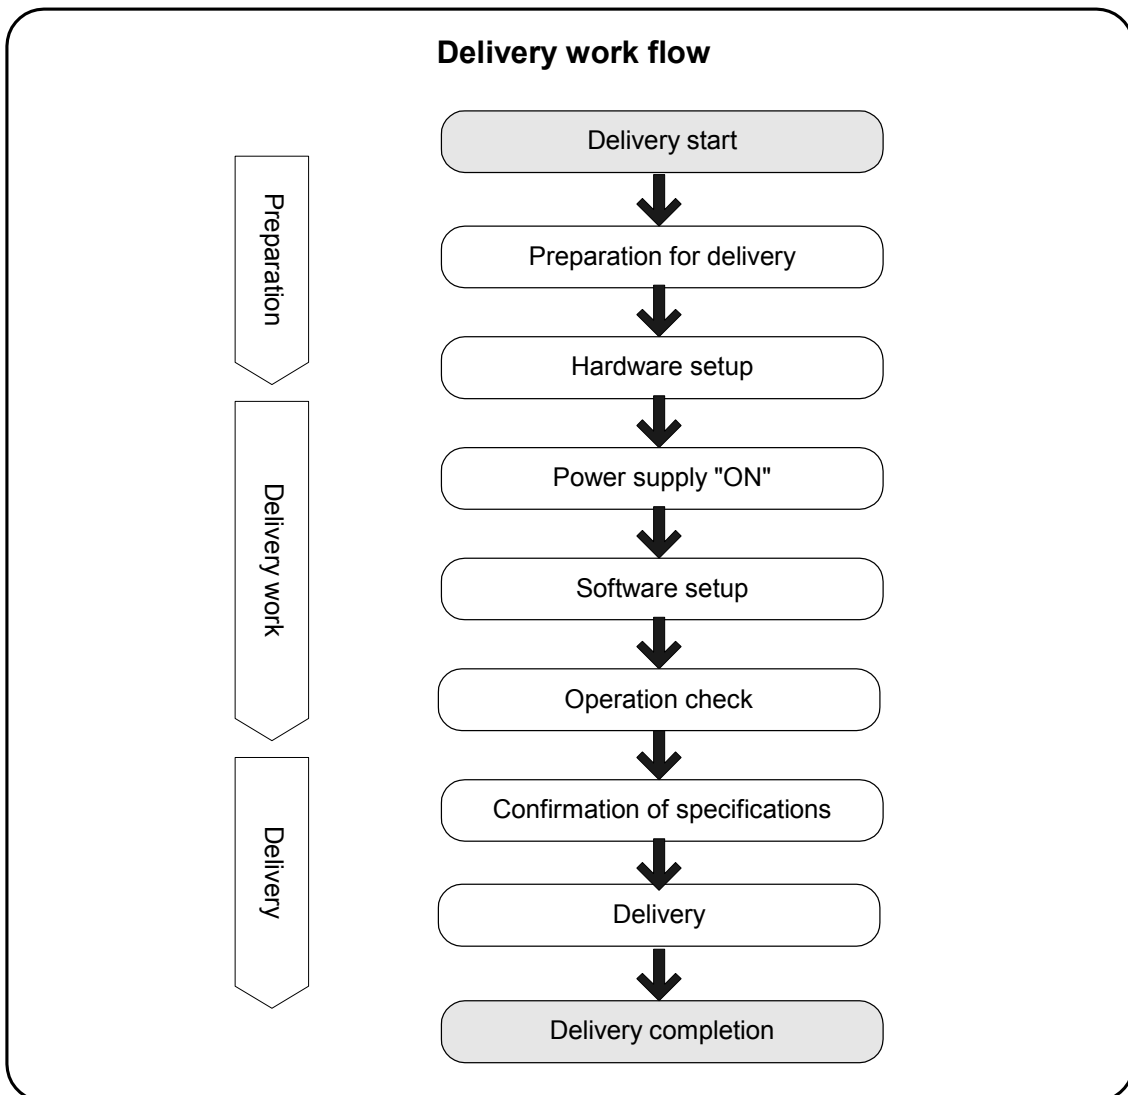 Delivery work flow
Preparation
Delivery work
Delivery
Delivery start
Preparation for delivery
Hardware setup
Power supply "ON"
Software setup
Operation check
Confirmation of specifications
Delivery
Delivery completion